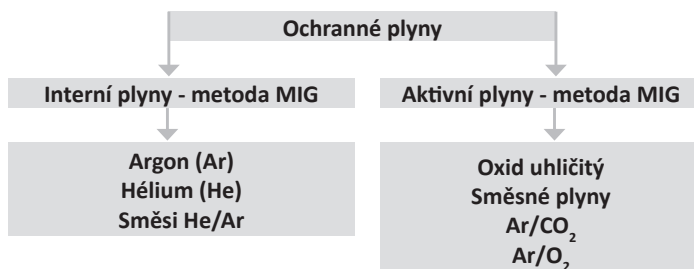 Ochranné plyny
Interní plyny - metoda MIG
Aktivní plyny - metoda MIG
Argon (Ar)
Hélium (He)
Směsi He/Ar
Oxid uhličitý
Směsné plyny
Ar/CO₂
Ar/O₂